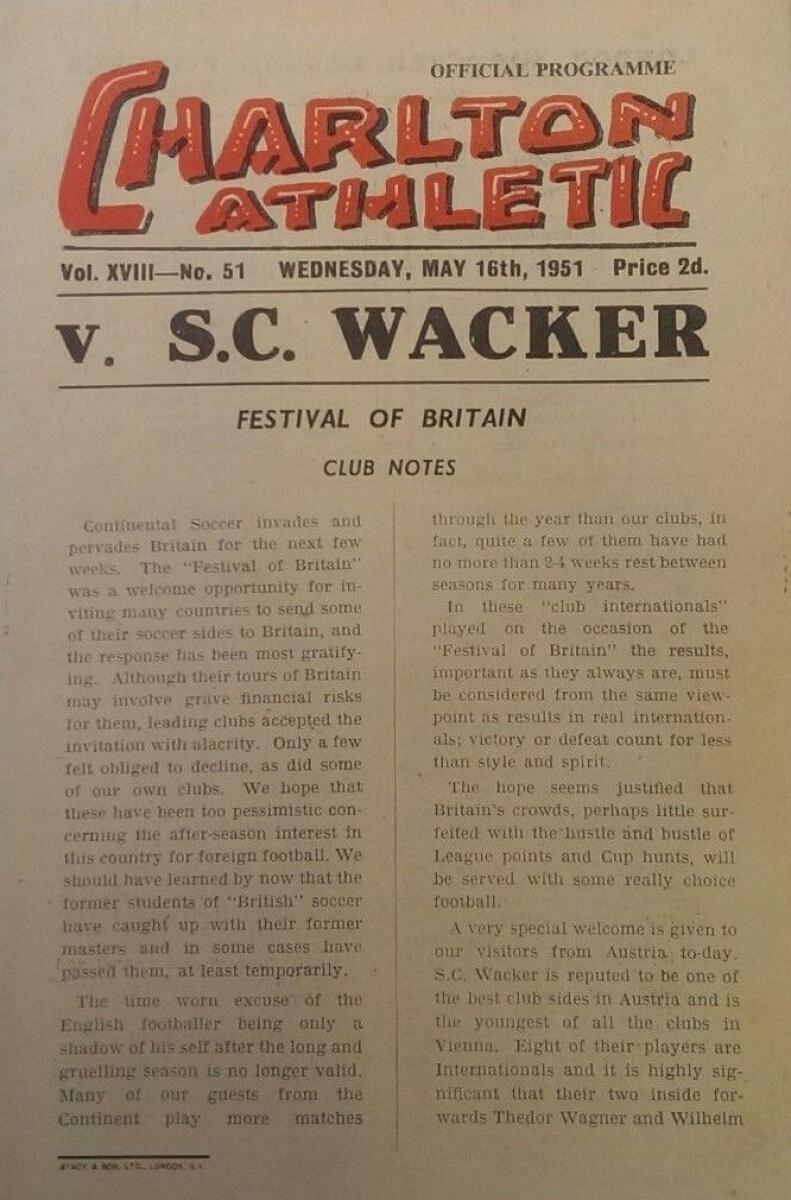 OFFICIAL PROGRAMME
CHARLTON
ATHLETIC
Vol. XVIII—No. 51 WEDNESDAY, MAY 16th, 1951 Price 2d.
v. S.C. WACKER
FESTIVAL OF BRITAIN
CLUB NOTES
Continental Soccer invades and
pervades Britain for the next few
weeks. The "Festival of Britain"
was a welcome opportunity for in-
viting many countries to send some
of their soccer sides to Britain, and
the response has been most gratify-
ing. Although their tours of Britain
may involve grave financial risks
for them, leading clubs accepted the
invitation with alacrity. Only a few
felt obliged to decline, as did some
of our own clubs. We hope that
these have been too pessimistic con-
cerning the after-season interest in
this country for foreign football. We
should have learned by now that the
former students of "British" soccer
have caught up with their former
masters and in some cases have
passed them, at least temporarily.
The time worn excuse of the
English footballer being only a
shadow of his self after the long and
gruelling season is no longer valid.
Many of our guests from the
Continent play more matches
through the year than our clubs, in
fact, quite a few of them have had
no more than 2-4 weeks rest between
seasons for many years.
In these "club internationals"
played on the occasion of the
"Festival of Britain" the results,
important as they always are, must
be considered from the same view-
point as results in real internation-
als; victory or defeat count for less
than style and spirit.
The hope seems justified that
Britain's crowds, perhaps little sur-
feited with the hustle and bustle of
League points and Cup hunts, will
be served with some really choice
football.
A very special welcome is given to
our visitors from Austria to-day.
S.C. Wacker is reputed to be one of
the best club sides in Austria and is
the youngest of all the clubs in
Vienna. Eight of their players are
Internationals and it is highly sig-
nificant that their two inside for-
wards Thedor Wagner and Wilhelm
STACY & SON, LTD., LONDON,